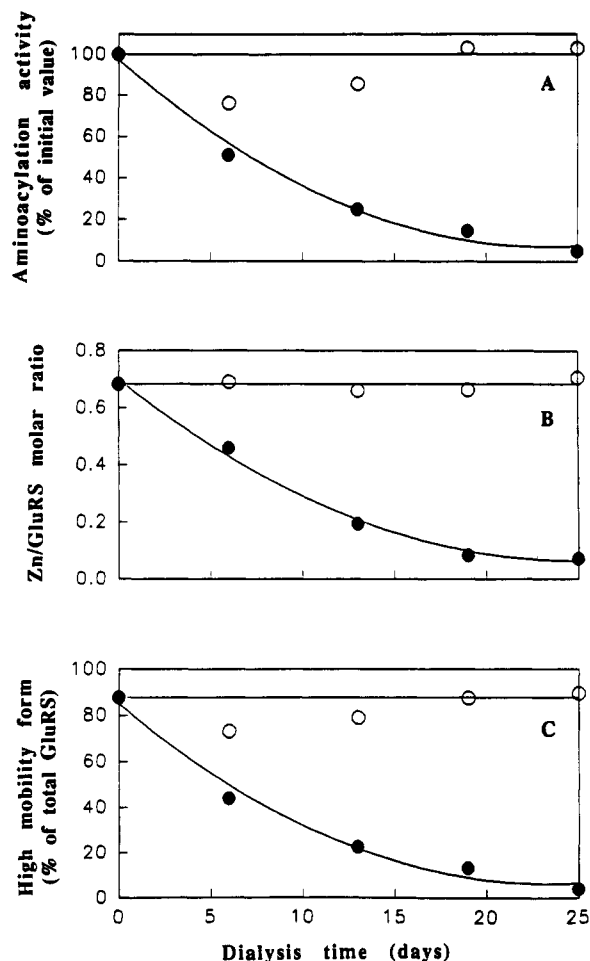 Aminoacylation activity
(% of initial value)
100
80
60
40
20
0
A
Zn/GluRS molar ratio
0.8
0.6
0.4
0.2
0.0
B
High mobility form
(% of total GluRS)
100
80
60
40
20
0
C
0 5 10 15 20 25
Dialysis time (days)